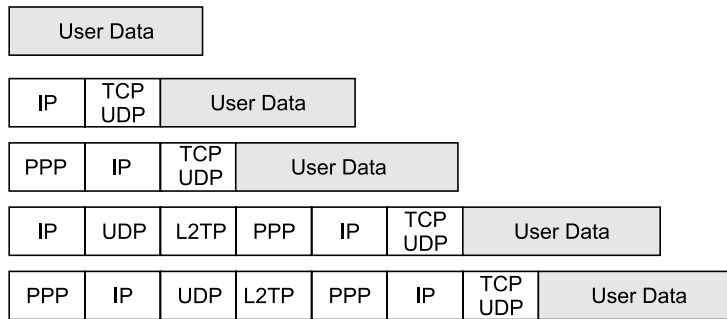 User Data
IP TCP UDP User Data
PPP IP TCP UDP User Data
IP UDP L2TP PPP IP TCP UDP User Data
PPP IP UDP L2TP PPP IP TCP UDP User Data